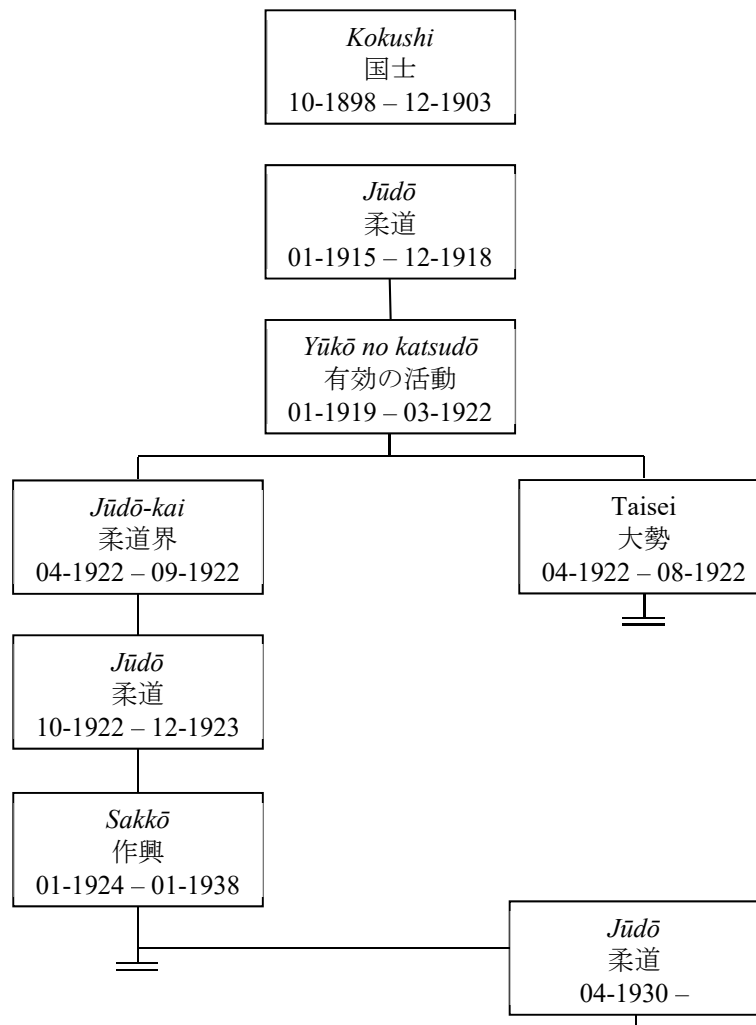 Kokushi
国士
10-1898 – 12-1903
Jūdō
柔道
01-1915 – 12-1918
Yūkō no katsudō
有効の活動
01-1919 – 03-1922
Jūdō-kai
柔道界
04-1922 – 09-1922
Taisei
大勢
04-1922 – 08-1922
Jūdō
柔道
10-1922 – 12-1923
Sakkō
作興
01-1924 – 01-1938
Jūdō
柔道
04-1930 –